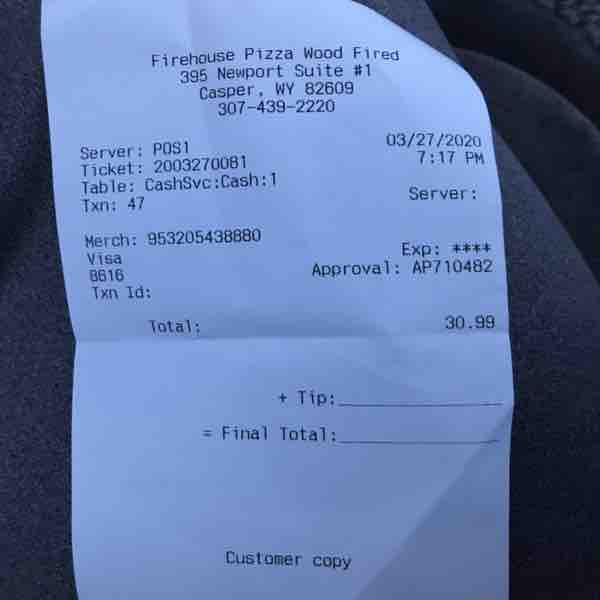 Firehouse Pizza Wood Fired
395 Newport Suite #1
Casper, WY 82609
307-439-2220
Server: POS1 03/27/2020
Ticket: 2003270081 7:17 PM
Table: CashSvc:Cash:1
Txn: 47 Server:
Merch: 953205438880
Visa Exp: ****
8616 Approval: AP710482
Txn Id:
Total: 30.99
+ Tip:
= Final Total:
Customer copy